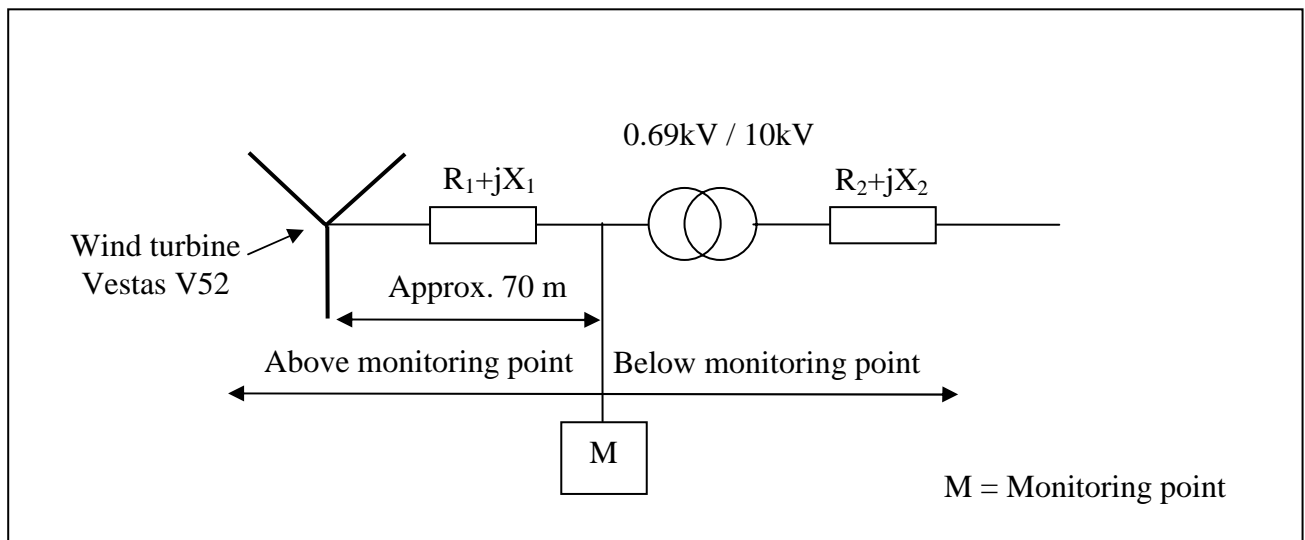 0.69kV / 10kV
R₁+jX₁
R₂+jX₂
Wind turbine
Vestas V52
Approx. 70 m
Above monitoring point
Below monitoring point
M
M = Monitoring point